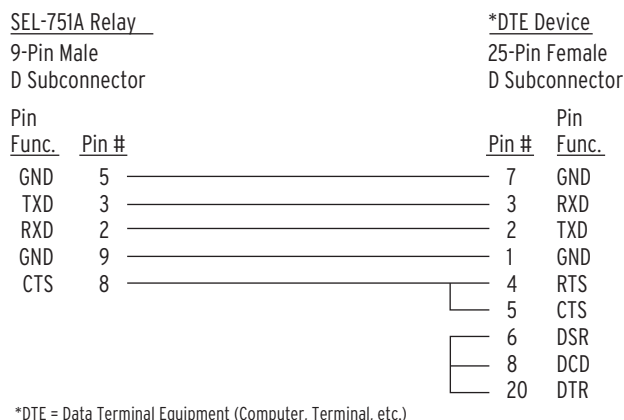 SEL-751A Relay *DTE Device
9-Pin Male 25-Pin Female
D Subconnector D Subconnector
Pin Pin
Func. Pin # Pin # Func.
GND 5 7 GND
TXD 3 3 RXD
RXD 2 2 TXD
GND 9 1 GND
CTS 8 4 RTS
5 CTS
6 DSR
8 DCD
20 DTR
*DTE = Data Terminal Equipment (Computer, Terminal, etc.)